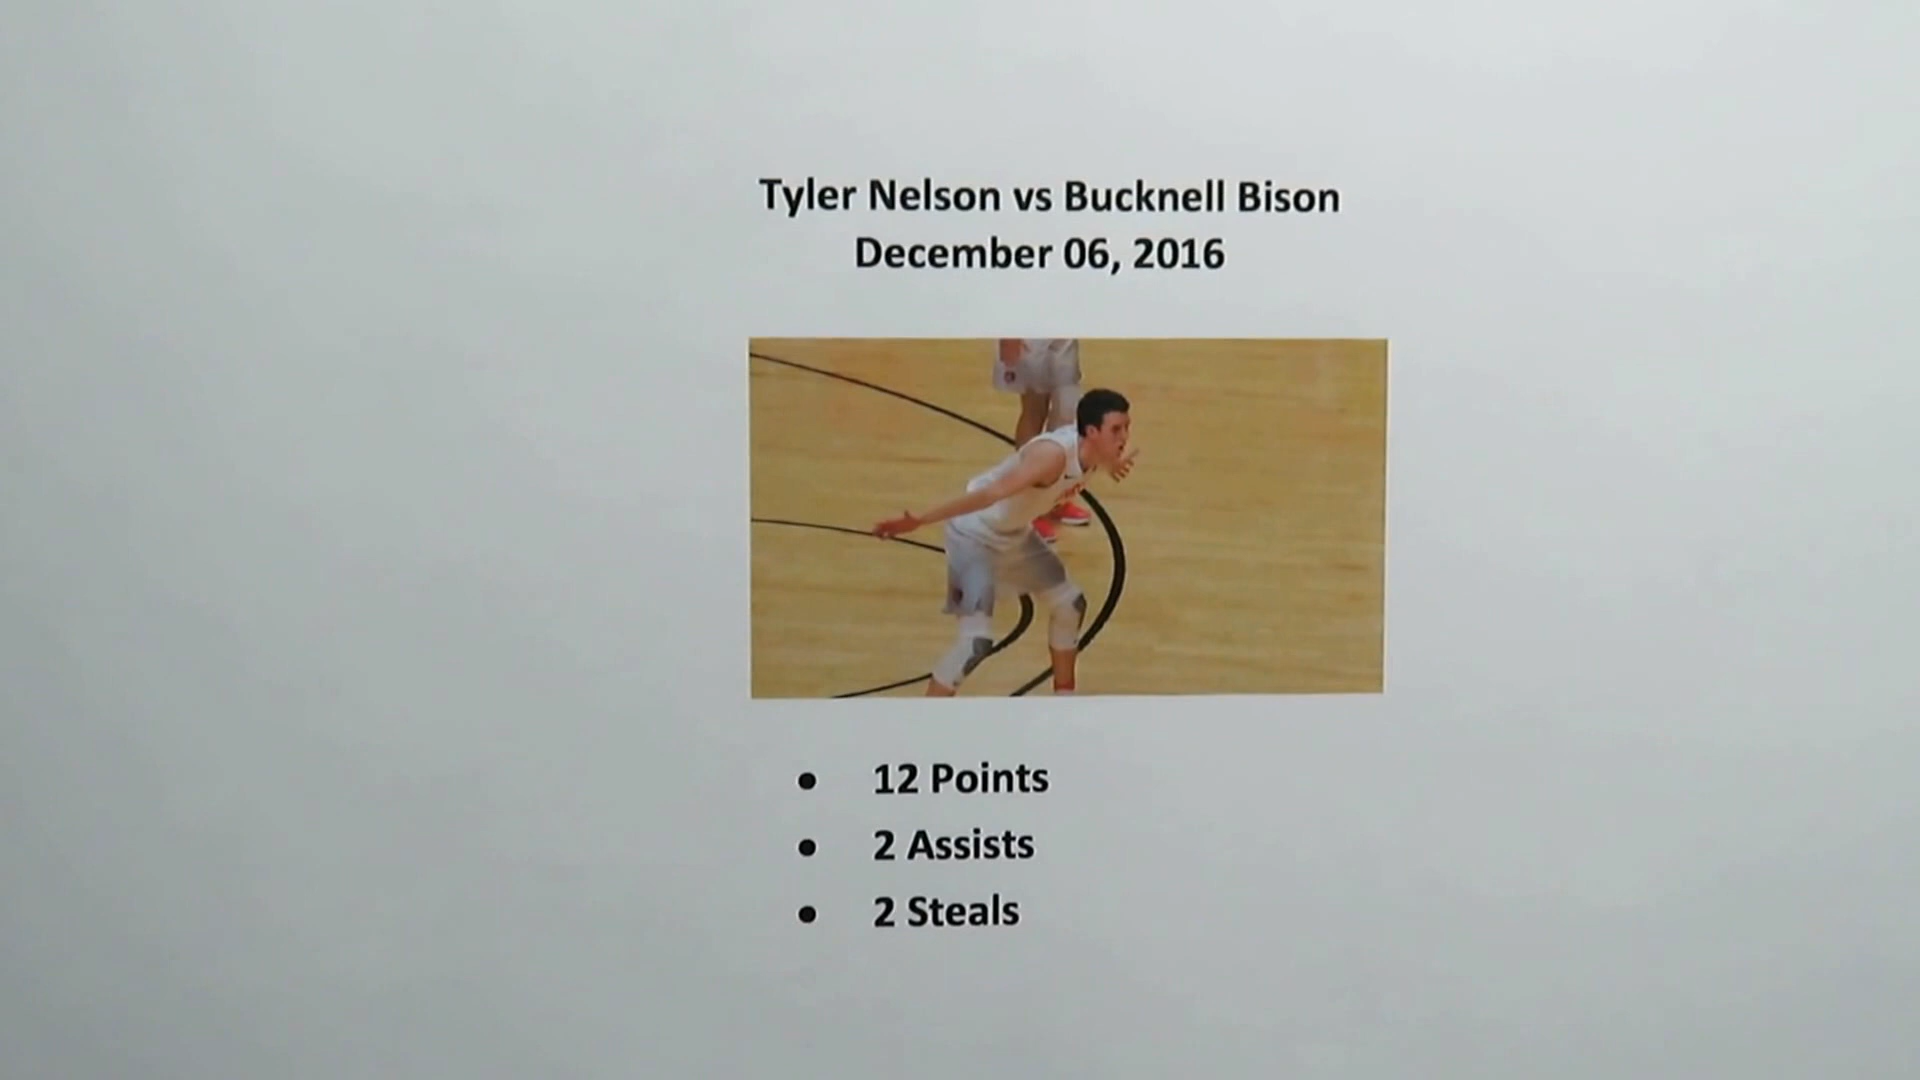 Tyler Nelson vs Bucknell Bison
December 06, 2016
• 12 Points
• 2 Assists
• 2 Steals